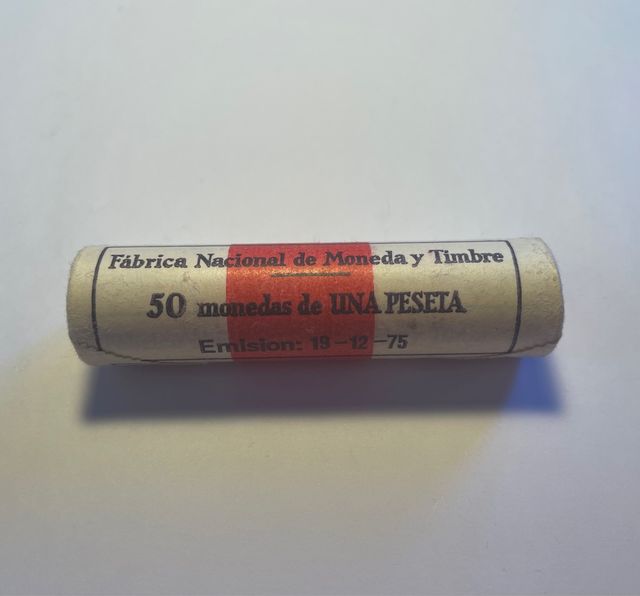 Fábrica Nacional de Moneda y Timbre
50 monedas de UNA PESETA
Emision: 19-12-75